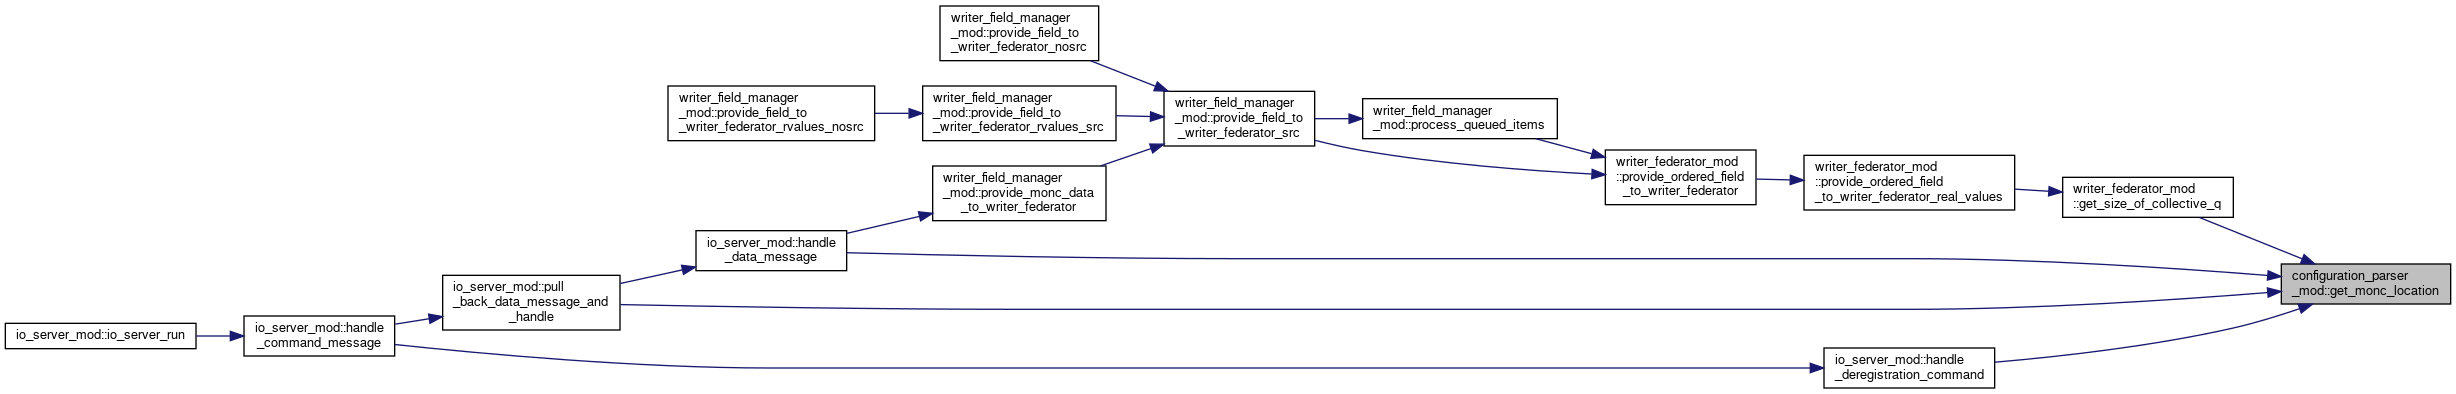 writer_field_manager
_mod::provide_field_to
_writer_federator_nosrc
writer_field_manager
_mod::provide_field_to
_writer_federator_rvalues_nosrc
writer_field_manager
_mod::provide_field_to
_writer_federator_rvalues_src
writer_field_manager
_mod::provide_field_to
_writer_federator_src
writer_field_manager
_mod::process_queued_items
writer_field_manager
_mod::provide_monc_data
_to_writer_federator
writer_federator_mod
::provide_ordered_field
_to_writer_federator
writer_federator_mod
::provide_ordered_field
_to_writer_federator_real_values
writer_federator_mod
::get_size_of_collective_q
io_server_mod::handle
_data_message
configuration_parser
_mod::get_monc_location
io_server_mod::pull
_back_data_message_and
_handle
io_server_mod::io_server_run
io_server_mod::handle
_command_message
io_server_mod::handle
_deregistration_command